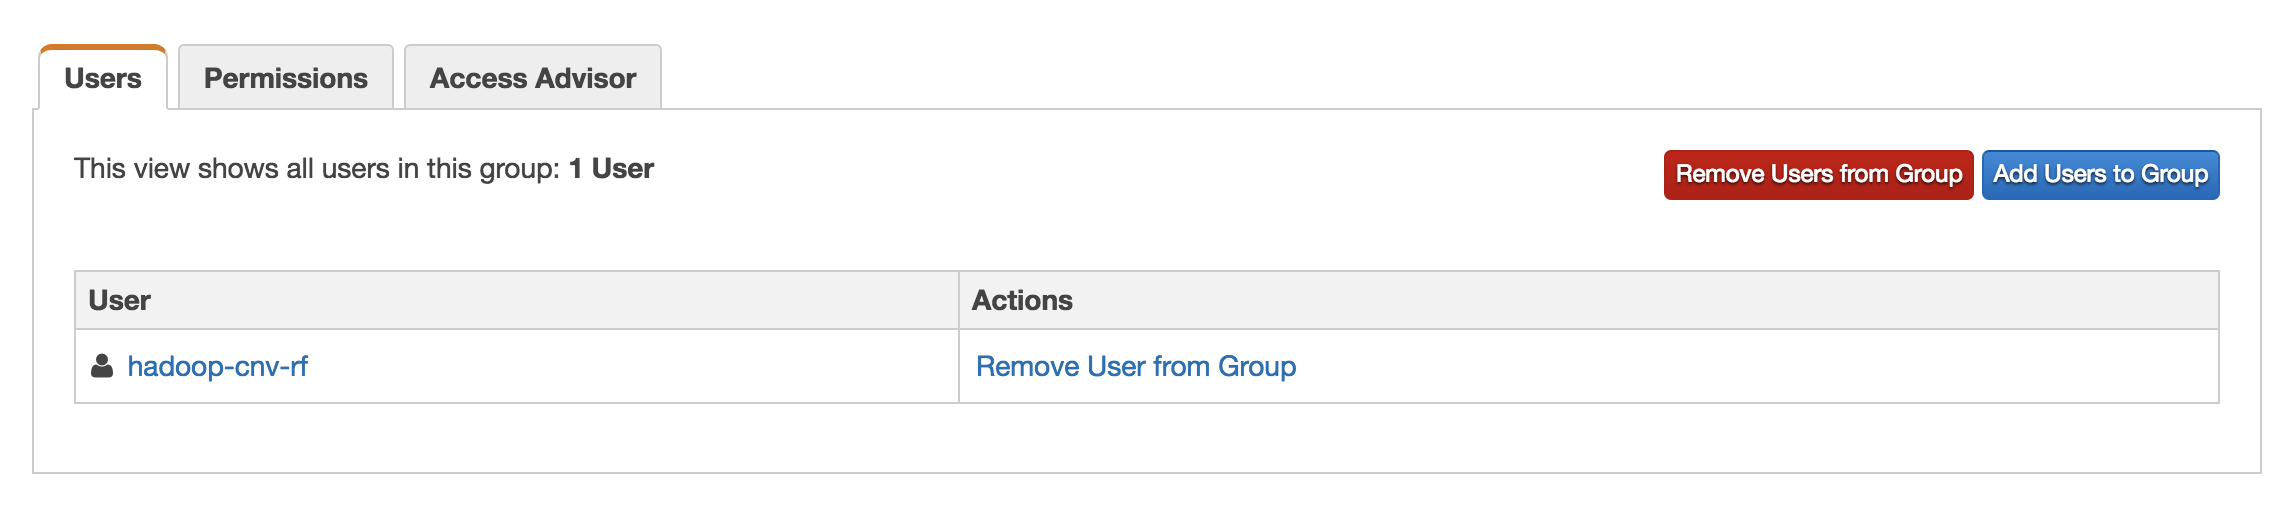 Users Permissions Access Advisor
This view shows all users in this group: 1 User
Remove Users from Group Add Users to Group
User Actions
hadoop-cnv-rf Remove User from Group